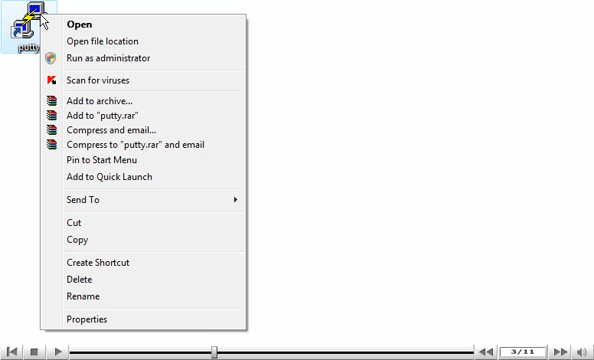 putty
Open
Open file location
Run as administrator
Scan for viruses
Add to archive...
Add to "putty.rar"
Compress and email...
Compress to "putty.rar" and email
Pin to Start Menu
Add to Quick Launch
Send To
Cut
Copy
Create Shortcut
Delete
Rename
Properties
3/11